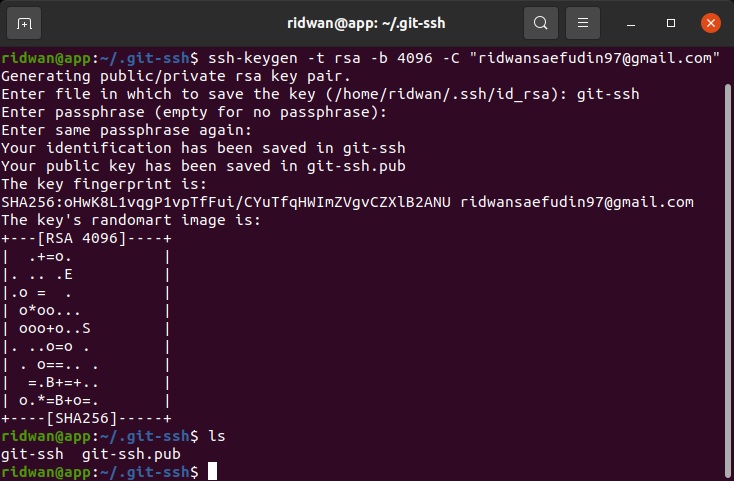 ridwan@app: ~/.git-ssh
ridwan@app:~/.git-ssh$ ssh-keygen -t rsa -b 4096 -C "ridwansaefudin97@gmail.com"
Generating public/private rsa key pair.
Enter file in which to save the key (/home/ridwan/.ssh/id_rsa): git-ssh
Enter passphrase (empty for no passphrase):
Enter same passphrase again:
Your identification has been saved in git-ssh
Your public key has been saved in git-ssh.pub
The key fingerprint is:
SHA256:oHwK8L1vqgP1vpTfFui/CYuTfqHWImZVgvCZXlB2ANU ridwansaefudin97@gmail.com
The key's randomart image is:
+---[RSA 4096]----+
|  .+=o.          |
|. .. .E          |
|.o =  .          |
| o*oo...         |
| ooo+o..S        |
|. ..o=o .        |
| . o==.. .       |
|  =.B+=+..       |
| o.*=B+o=.       |
+----[SHA256]-----+
ridwan@app:~/.git-ssh$ ls
git-ssh  git-ssh.pub
ridwan@app:~/.git-ssh$